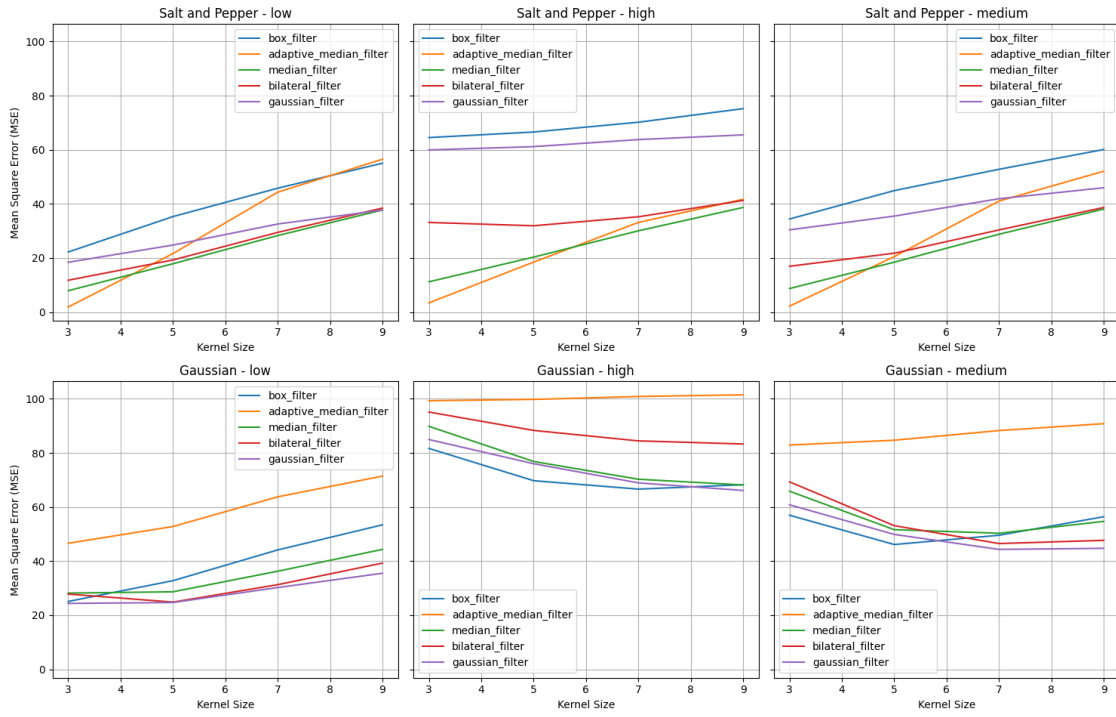 Salt and Pepper - low
Mean Square Error (MSE)
100
80
60
40
20
0
box_filter
adaptive_median_filter
median_filter
bilateral_filter
gaussian_filter
3 4 5 6 7 8 9
Kernel Size
Salt and Pepper - high
box_filter
adaptive_median_filter
median_filter
bilateral_filter
gaussian_filter
3 4 5 6 7 8 9
Kernel Size
Salt and Pepper - medium
box_filter
adaptive_median_filter
median_filter
bilateral_filter
gaussian_filter
3 4 5 6 7 8 9
Kernel Size
Gaussian - low
Mean Square Error (MSE)
100
80
60
40
20
0
box_filter
adaptive_median_filter
median_filter
bilateral_filter
gaussian_filter
3 4 5 6 7 8 9
Kernel Size
Gaussian - high
box_filter
adaptive_median_filter
median_filter
bilateral_filter
gaussian_filter
3 4 5 6 7 8 9
Kernel Size
Gaussian - medium
box_filter
adaptive_median_filter
median_filter
bilateral_filter
gaussian_filter
3 4 5 6 7 8 9
Kernel Size